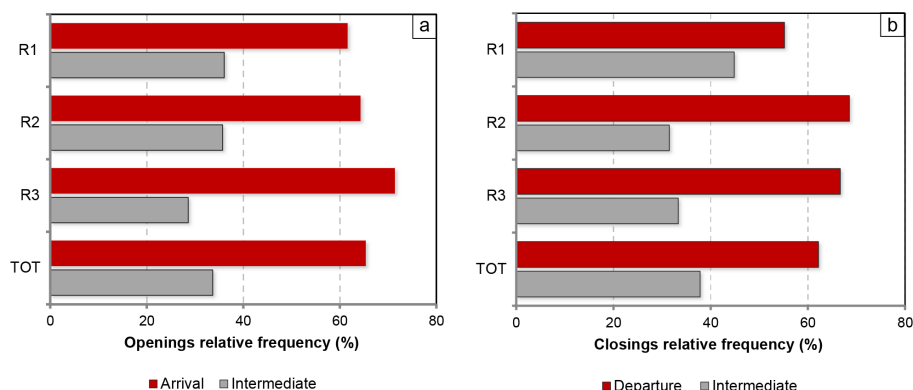 a
R1
R2
R3
TOT
0 20 40 60 80
Openings relative frequency (%)
Arrival Intermediate
b
R1
R2
R3
TOT
0 20 40 60 80
Closings relative frequency (%)
Departure Intermediate